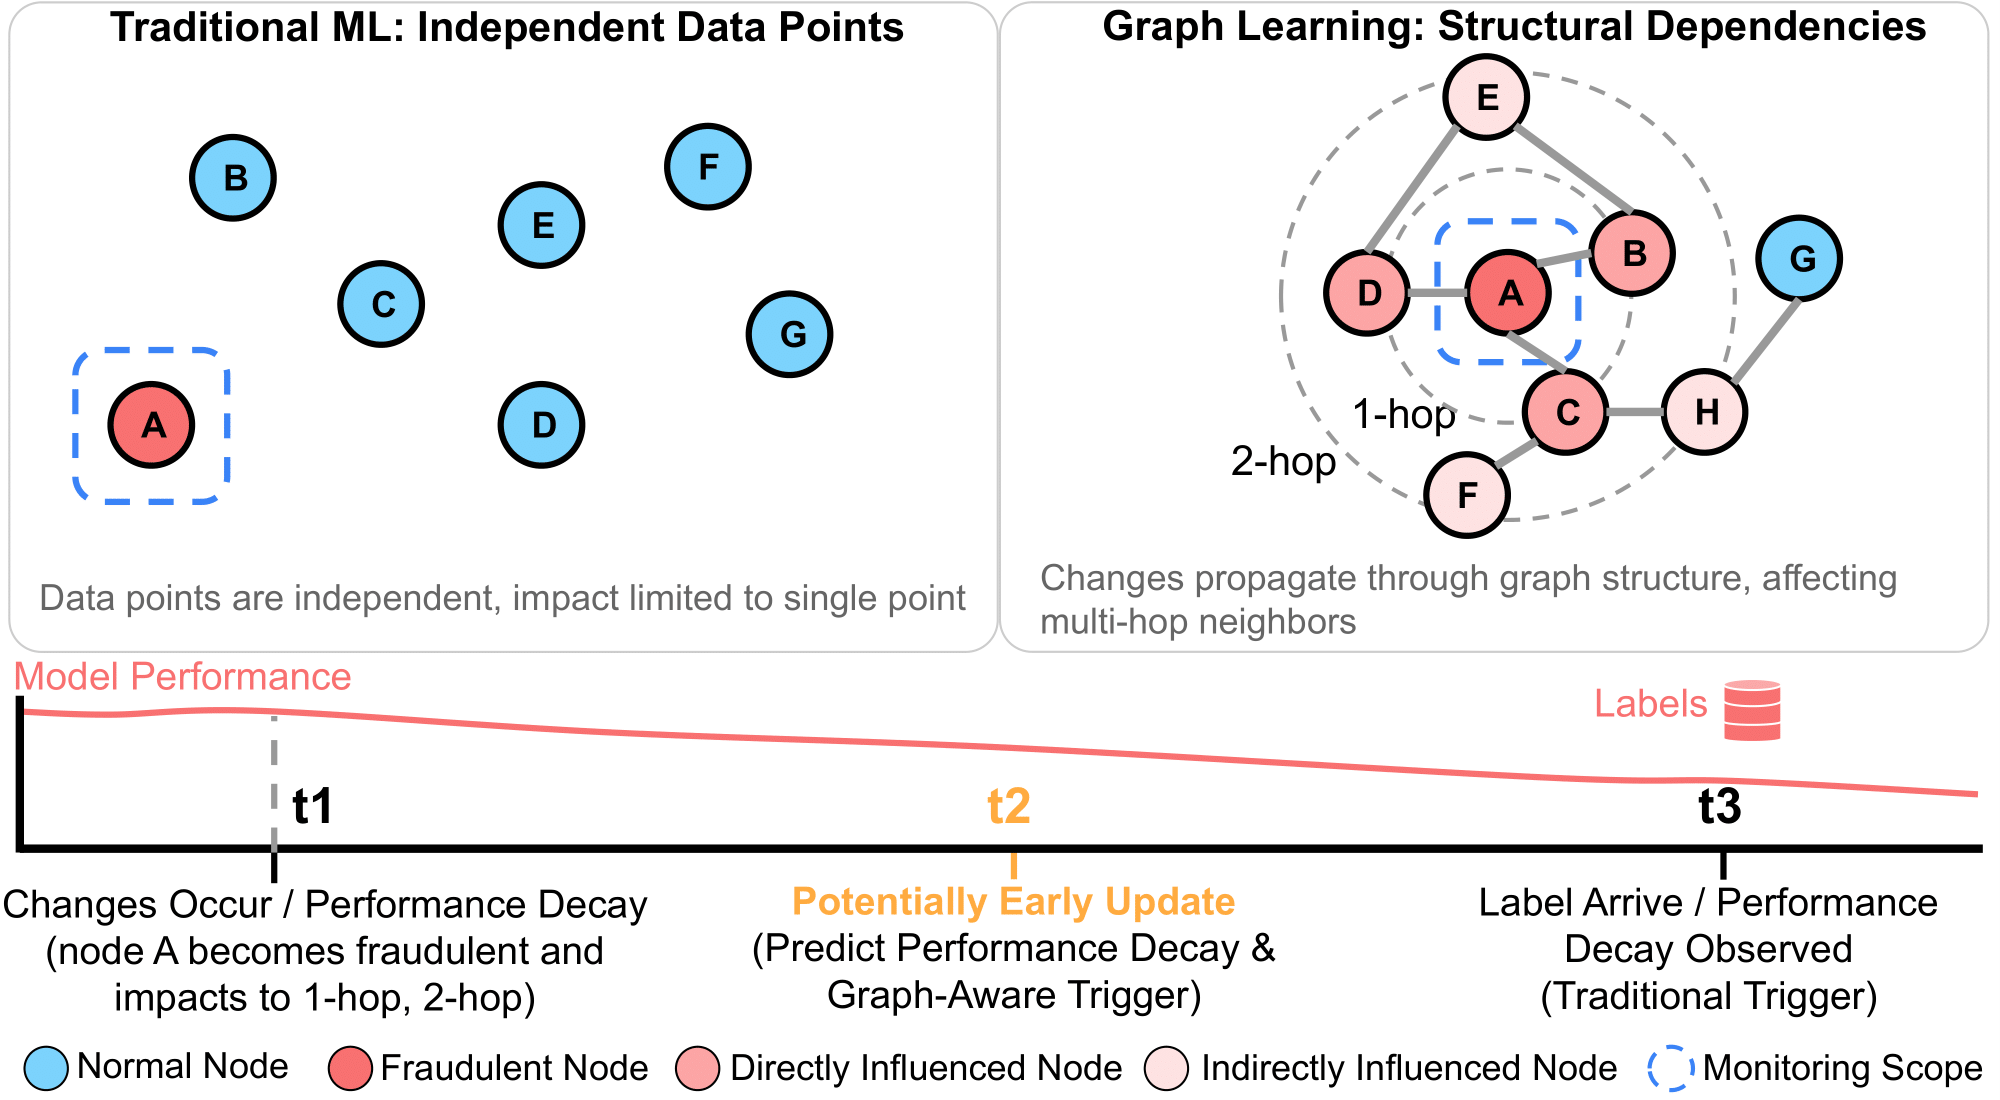 Traditional ML: Independent Data Points
B
F
E
C
G
A
D
Data points are independent, impact limited to single point
Graph Learning: Structural Dependencies
E
B
G
D
A
1-hop
C
H
2-hop
F
Changes propagate through graph structure, affecting
multi-hop neighbors
Model Performance
Labels
t1
t2
t3
Changes Occur / Performance Decay
(node A becomes fraudulent and
impacts to 1-hop, 2-hop)
Potentially Early Update
(Predict Performance Decay &
Graph-Aware Trigger)
Label Arrive / Performance
Decay Observed
(Traditional Trigger)
Normal Node
Fraudulent Node
Directly Influenced Node
Indirectly Influenced Node
Monitoring Scope